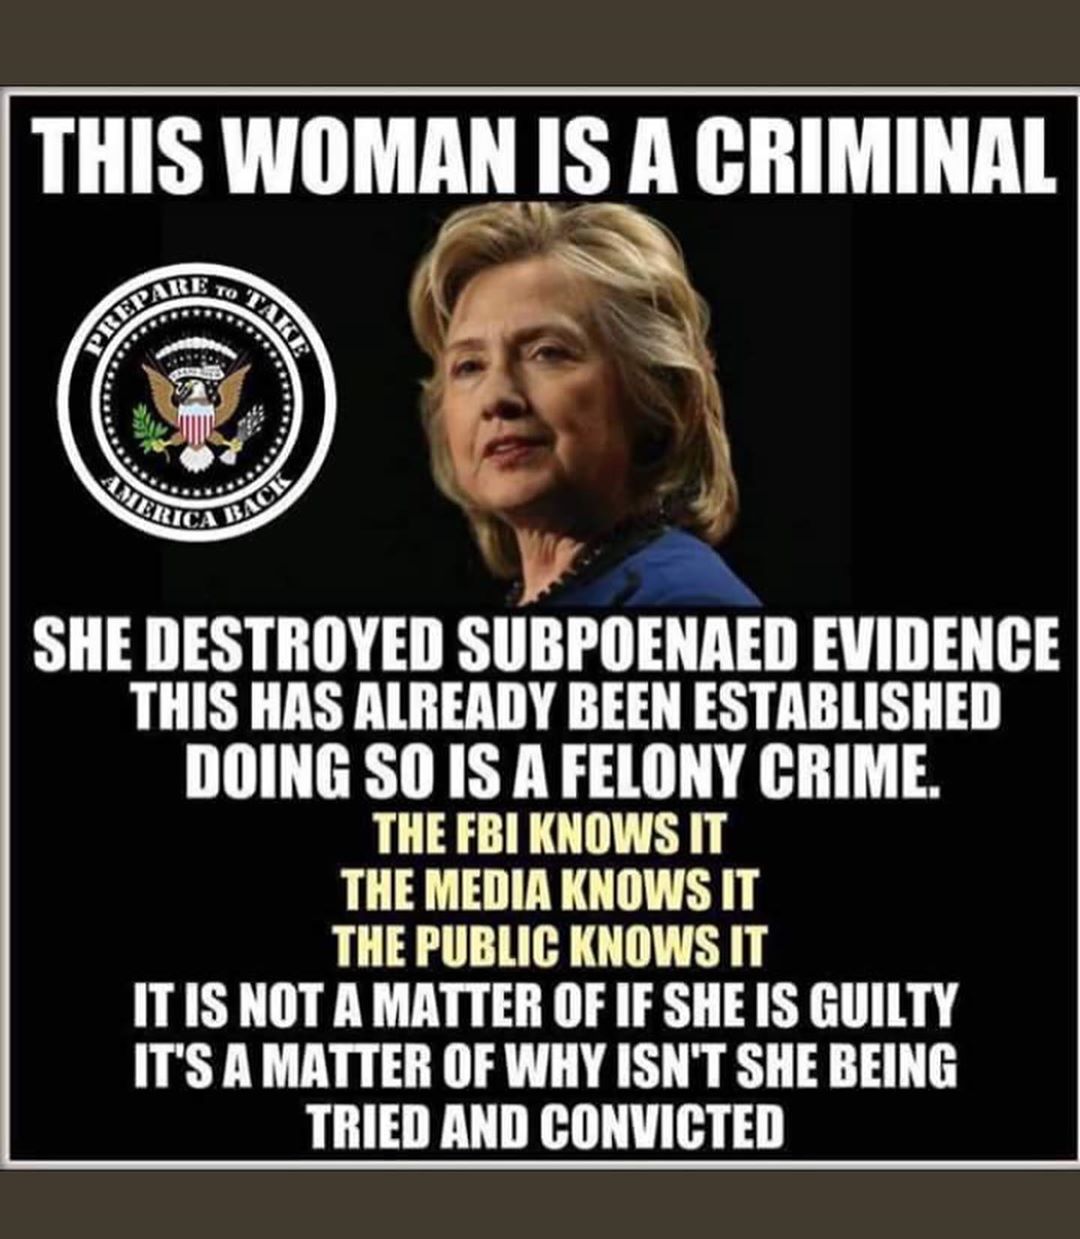 THIS WOMAN IS A CRIMINAL
PREPARE TO TAKE
AMERICA BACK
SHE DESTROYED SUBPOENAED EVIDENCE
THIS HAS ALREADY BEEN ESTABLISHED
DOING SO IS A FELONY CRIME.
THE FBI KNOWS IT
THE MEDIA KNOWS IT
THE PUBLIC KNOWS IT
IT IS NOT A MATTER OF IF SHE IS GUILTY
IT'S A MATTER OF WHY ISN'T SHE BEING
TRIED AND CONVICTED